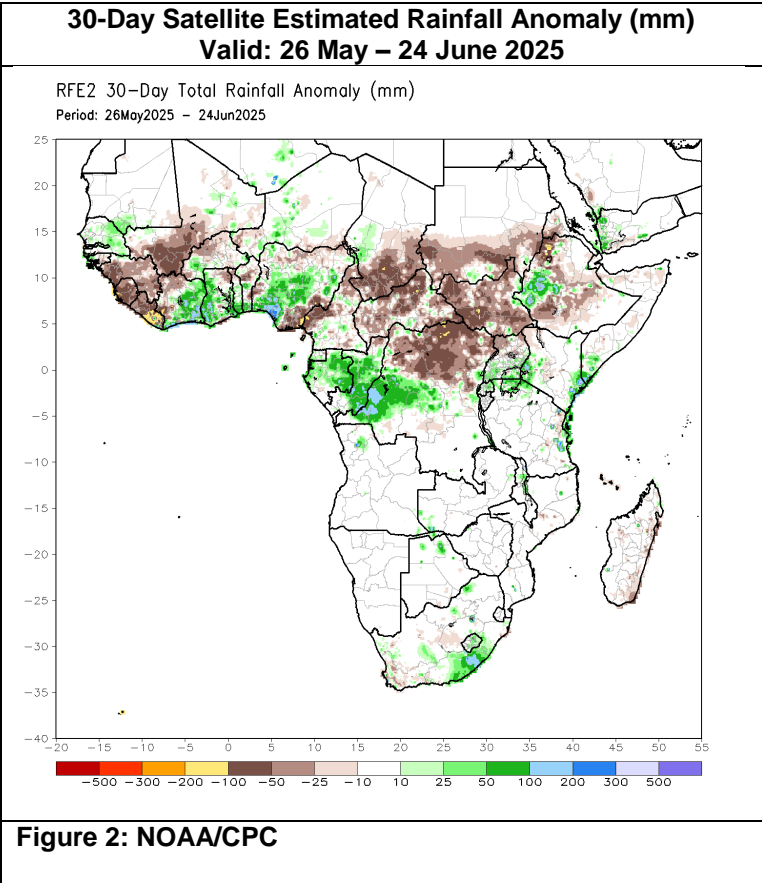 30-Day Satellite Estimated Rainfall Anomaly (mm)
Valid: 26 May – 24 June 2025
RFE2 30-Day Total Rainfall Anomaly (mm)
Period: 26May2025 - 24Jun2025
25
20
15
10
5
0
-5
-10
-15
-20
-25
-30
-35
-40
-20 -15 -10 -5 0 5 10 15 20 25 30 35 40 45 50 55
-500 -300 -200 -100 -50 -25 -10 10 25 50 100 200 300 500
Figure 2: NOAA/CPC